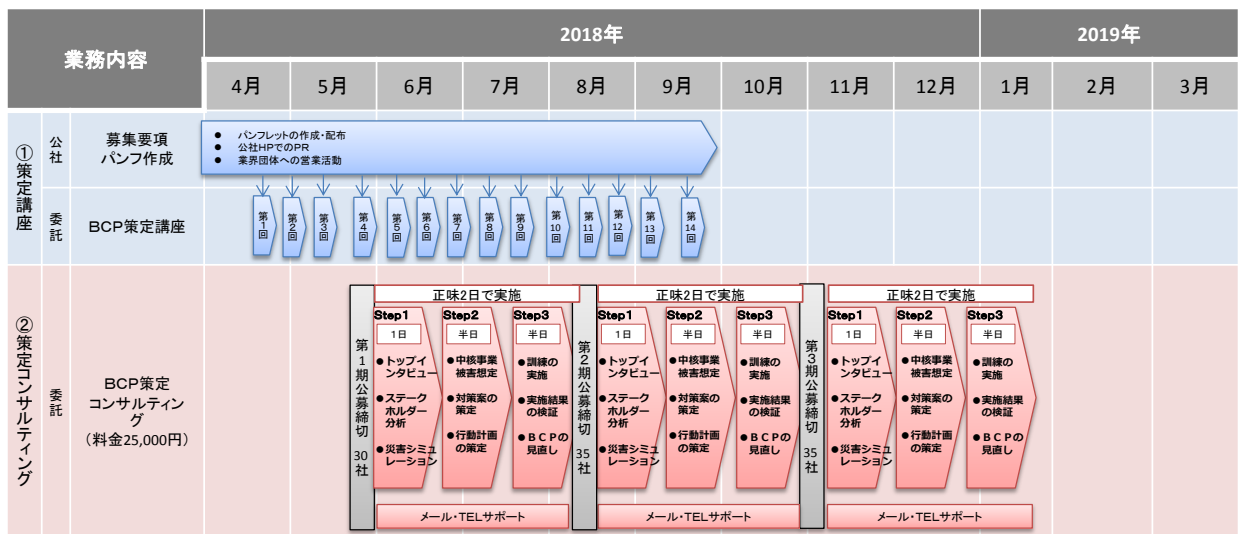 業務内容
2018年
2019年
4月
5月
6月
7月
8月
9月
10月
11月
12月
1月
2月
3月
①策定講座
公社
募集要項
パンフ作成
● パンフレットの作成・配布
● 公社HPでのPR
● 業界団体への営業活動
委託
BCP策定講座
第1回
第2回
第3回
第4回
第5回
第6回
第7回
第8回
第9回
第10回
第11回
第12回
第13回
第14回
②策定コンサルティング
委託
BCP策定
コンサルティン
グ
（料金25,000円）
第1期公募締切 30社
正味2日で実施
Step1
1日
●トップイ
ンタビュー
●ステーク
ホルダー
分析
●災害シミュ
レーション
Step2
半日
●中核事業
被害想定
●対策案の
策定
●行動計画
の策定
Step3
半日
●訓練の
実施
●実施結果
の検証
●BCPの
見直し
メール・TELサポート
第2期公募締切 35社
正味2日で実施
Step1
1日
●トップイ
ンタビュー
●ステーク
ホルダー
分析
●災害シミュ
レーション
Step2
半日
●中核事業
被害想定
●対策案の
策定
●行動計画
の策定
Step3
半日
●訓練の
実施
●実施結果
の検証
●BCPの
見直し
メール・TELサポート
第3期公募締切 35社
正味2日で実施
Step1
1日
●トップイ
ンタビュー
●ステーク
ホルダー
分析
●災害シミュ
レーション
Step2
半日
●中核事業
被害想定
●対策案の
策定
●行動計画
の策定
Step3
半日
●訓練の
実施
●実施結果
の検証
●BCPの
見直し
メール・TELサポート